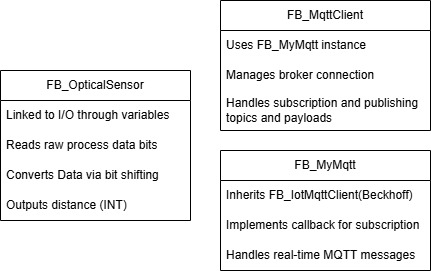 FB_OpticalSensor
Linked to I/O through variables
Reads raw process data bits
Converts Data via bit shifting
Outputs distance (INT)
FB_MqttClient
Uses FB_MyMqtt instance
Manages broker connection
Handles subscription and publishing
topics and payloads
FB_MyMqtt
Inherits FB_IotMqttClient(Beckhoff)
Implements callback for subscription
Handles real-time MQTT messages